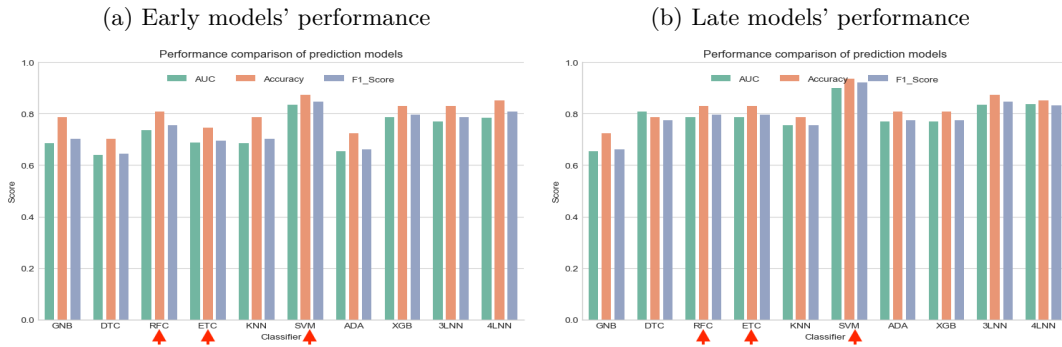 (a) Early models' performance
Performance comparison of prediction models
AUC Accuracy F1_Score
1.0
0.8
0.6
0.4
0.2
0.0
Score
GNB DTC RFC ETC KNN SVM ADA XGB 3LNN 4LNN
Classifier
(b) Late models' performance
Performance comparison of prediction models
AUC Accuracy F1_Score
1.0
0.8
0.6
0.4
0.2
0.0
Score
GNB DTC RFC ETC KNN SVM ADA XGB 3LNN 4LNN
Classifier